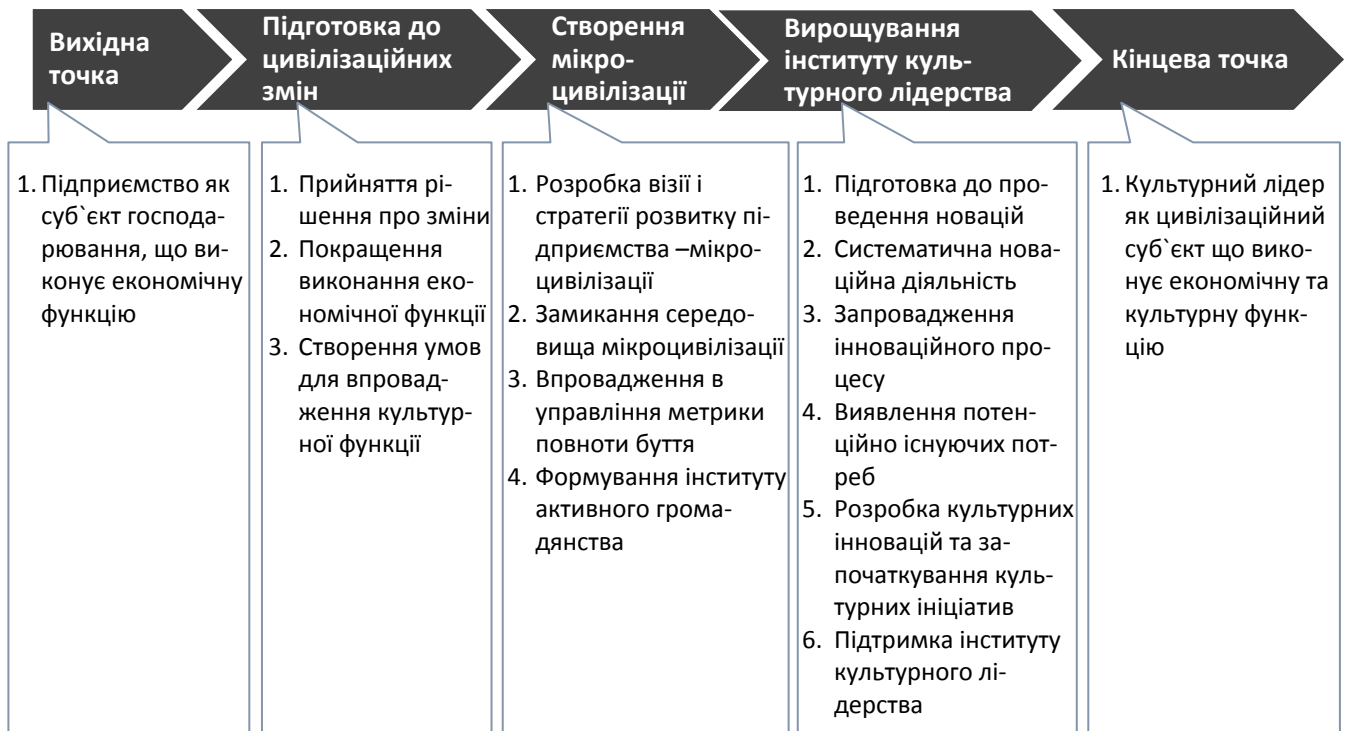 Вихідна
точка
Підготовка до
цивілізаційних
змін
Створення
мікро-
цивілізації
Вирощування
інституту куль-
турного лідерства
Кінцева точка
1. Підприємство як
суб`єкт господа-
рювання, що ви-
конує економічну
функцію
1. Прийняття рі-
шення про зміни
2. Покращення
виконання еко-
номічної функції
3. Створення умов
для впровад-
ження культур-
ної функції
1. Розробка візії і
стратегії розвитку пі-
дприємства –мікро-
цивілізації
2. Замикання середо-
вища мікроцивілізації
3. Впровадження в
управління метрики
повноти буття
4. Формування інституту
активного грома-
дянства
1. Підготовка до про-
ведення новацій
2. Систематична нова-
ційна діяльність
3. Запровадження
інноваційного про-
цесу
4. Виявлення потен-
ційно існуючих пот-
реб
5. Розробка культурних
інновацій та за-
початкування куль-
турних ініціатив
6. Підтримка інституту
культурного лі-
дерства
1. Культурний лідер
як цивілізаційний
суб`єкт що вико-
нує економічну та
культурну функ-
цію